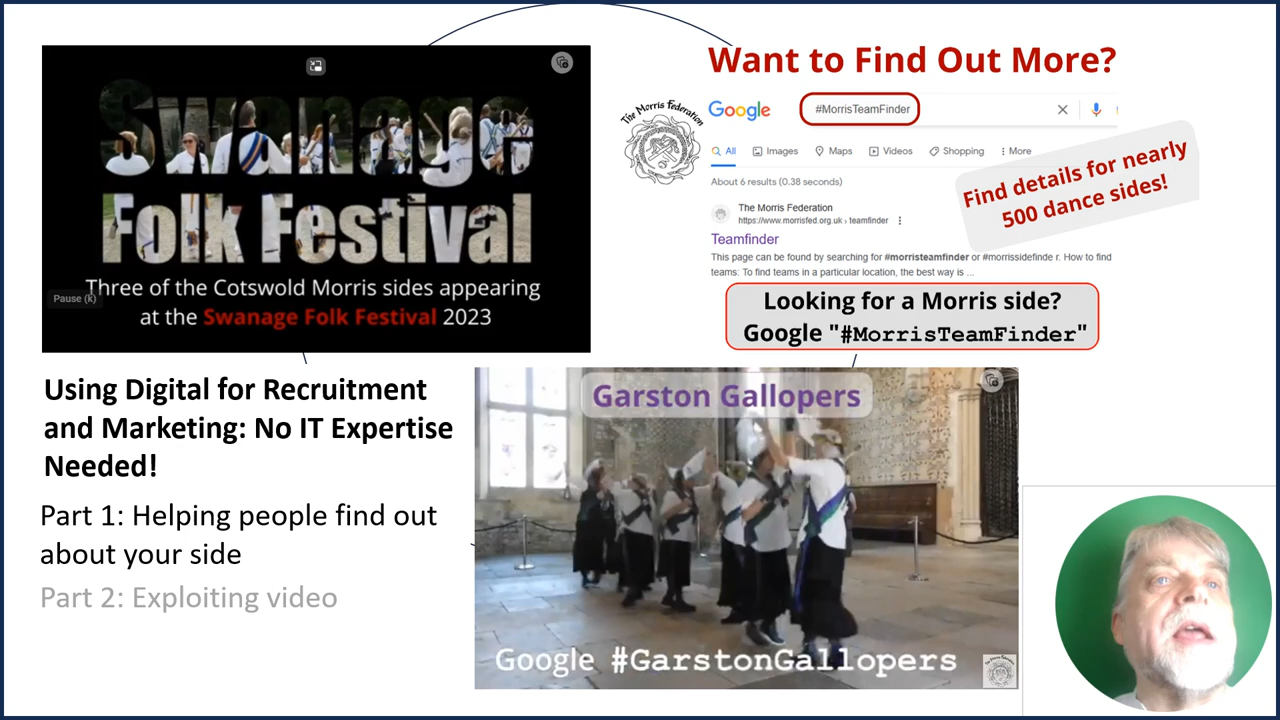 Swanage
Folk Festival
Three of the Cotswold Morris sides appearing
at the Swanage Folk Festival 2023
Pause (k)
Want to Find Out More?
The Morris Federation
Google
#MorrisTeamFinder
All
Images
Maps
Videos
Shopping
More
About 6 results (0.38 seconds)
Find details for nearly
500 dance sides!
The Morris Federation
https://www.morrisfed.org.uk › teamfinder
Teamfinder
This page can be found by searching for #morristeamfinder or #morrissidefinde r. How to find
teams: To find teams in a particular location, the best way is ...
Looking for a Morris side?
Google "#MorrisTeamFinder"
Using Digital for Recruitment
and Marketing: No IT Expertise
Needed!
Part 1: Helping people find out
about your side
Part 2: Exploiting video
Garston Gallopers
Google #GarstonGallopers